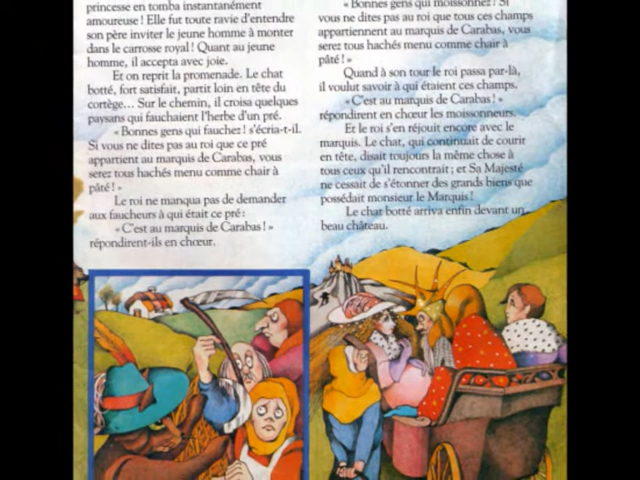 princesse en tomba instantanément
amoureuse ! Elle fut toute ravie d'entendre
son père inviter le jeune homme à monter
dans le carrosse royal ! Quant au jeune
homme, il accepta avec joie.
Et on reprit la promenade. Le chat
botté, fort satisfait, partit loin en tête du
cortège... Sur le chemin, il croisa quelques
paysans qui fauchaient l'herbe d'un pré.
« Bonnes gens qui fauchez ! s'écria-t-il.
Si vous ne dites pas au roi que ce pré
appartient au marquis de Carabas, vous
serez tous hachés menu comme chair à
pâté ! »
Le roi ne manqua pas de demander
aux faucheurs à qui était ce pré :
« C'est au marquis de Carabas ! »
répondirent-ils en chœur.
« Bonnes gens qui moissonnez ! Si
vous ne dites pas au roi que tous ces champs
appartiennent au marquis de Carabas, vous
serez tous hachés menu comme chair à
pâté ! »
Quand à son tour le roi passa par-là,
il voulut savoir à qui étaient ces champs.
« C'est au marquis de Carabas ! »
répondirent en chœur les moissonneurs.
Et le roi s'en réjouit encore avec le
marquis. Le chat, qui continuait de courir
en tête, disait toujours la même chose à
tous ceux qu'il rencontrait ; et Sa Majesté
ne cessait de s'étonner des grands biens que
possédait monsieur le Marquis !
Le chat botté arriva enfin devant un
beau château.